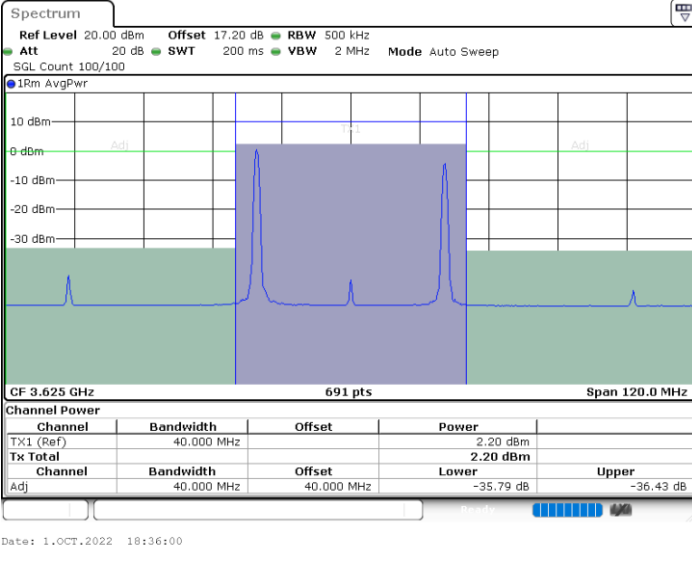 Spectrum
Ref Level 20.00 dBm Offset 17.20 dB RBW 500 kHz
Att 20 dB SWT 200 ms VBW 2 MHz Mode Auto Sweep
SGL Count 100/100
1Rm AvgPwr
10 dBm
TX1
Adj
Adj
0 dBm
-10 dBm
-20 dBm
-30 dBm
CF 3.625 GHz 691 pts Span 120.0 MHz
Channel Power
Channel Bandwidth Offset Power
TX1 (Ref) 40.000 MHz 2.20 dBm
Tx Total 2.20 dBm
Channel Bandwidth Offset Lower Upper
Adj 40.000 MHz 40.000 MHz -35.79 dB -36.43 dB
Ready
Date: 1.OCT.2022 18:36:00